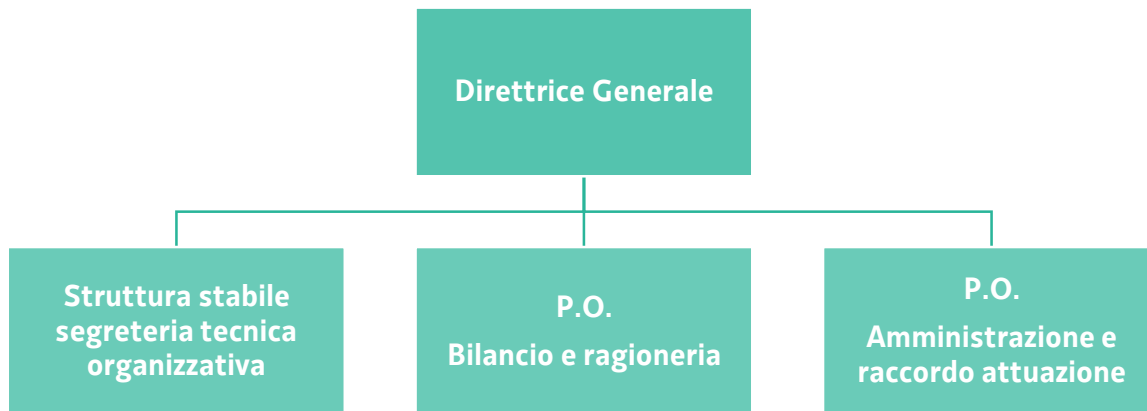 Direttrice Generale
Struttura stabile
segreteria tecnica
organizzativa
P.O.
Bilancio e ragioneria
P.O.
Amministrazione e
raccordo attuazione